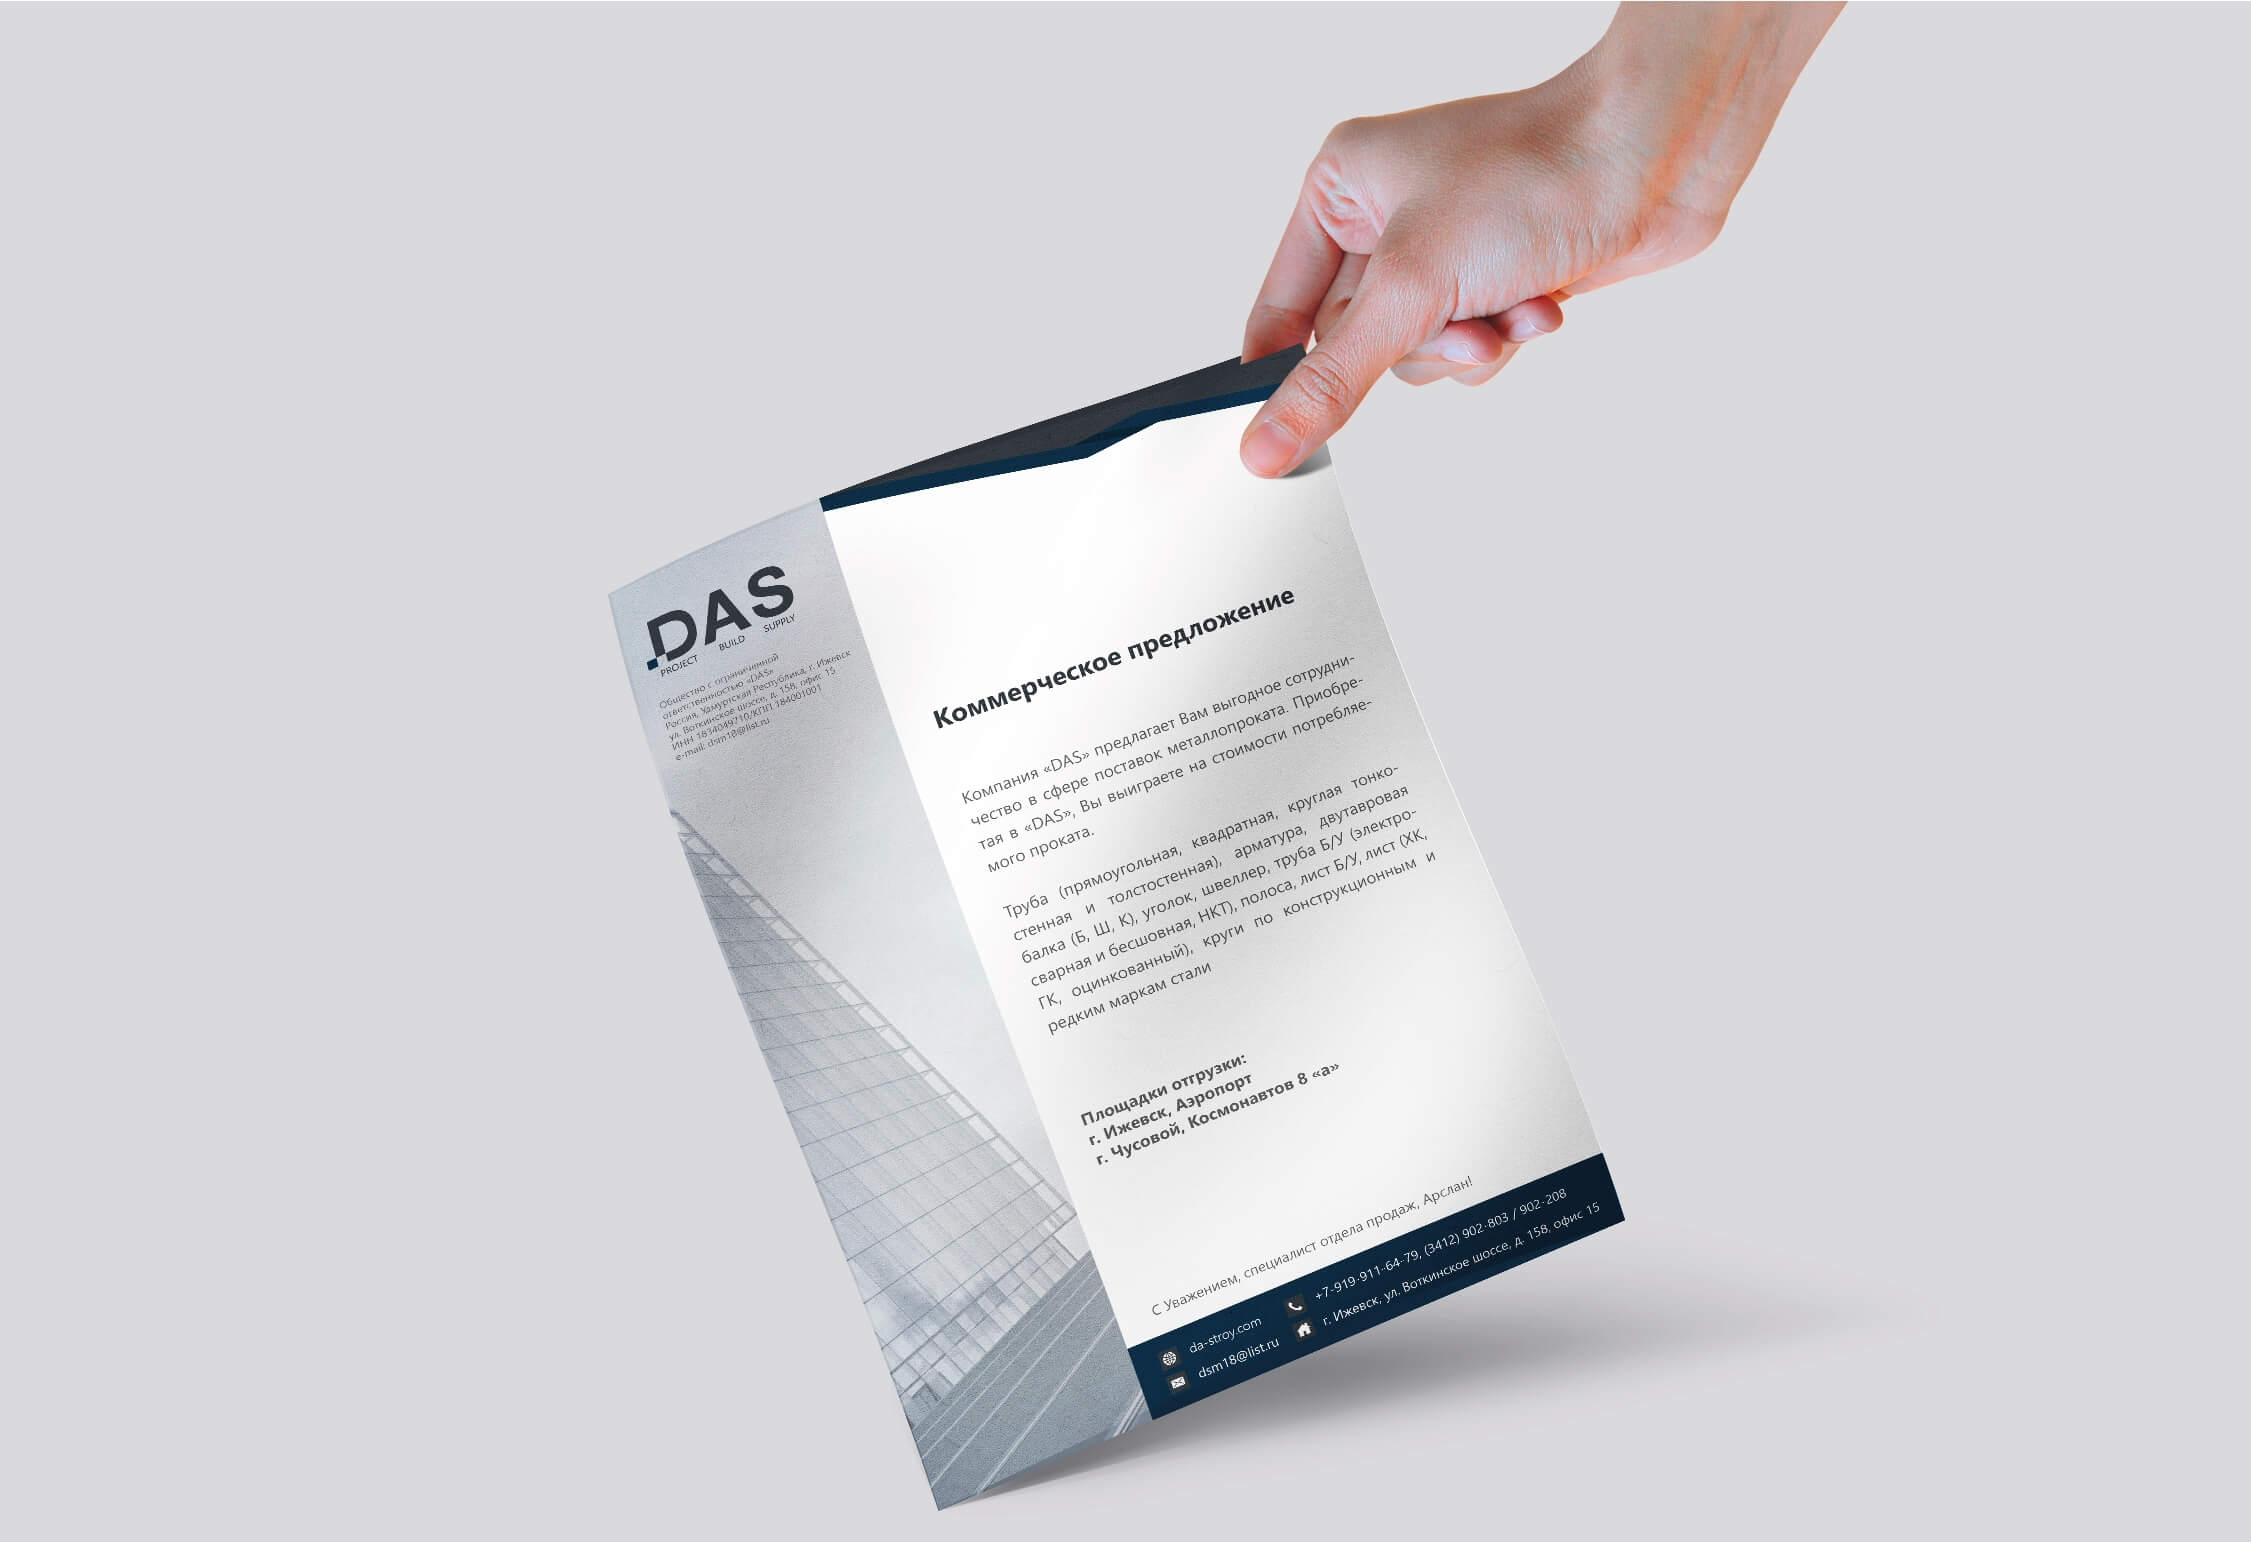 DAS
PROJECT BUILD SUPPLY
Общество с ограниченной
ответственностью «DAS»
Россия, Удмуртская Республика, г. Ижевск
ул. Воткинское шоссе, д. 158, офис 15
ИНН 1834049710/КПП 184001001
e-mail: dsm18@list.ru
Коммерческое предложение
Компания «DAS» предлагает Вам выгодное сотрудни-
чество в сфере поставок металлопроката. Приобре-
тая в «DAS», Вы выиграете на стоимости потребляе-
мого проката.
Труба (прямоугольная, квадратная, круглая тонко-
стенная и толстостенная), арматура, двутавровая
балка (Б, Ш, К), уголок, швеллер, труба Б/У (электро-
сварная и бесшовная, НКТ), полоса, лист Б/У, лист (ХК,
ГК, оцинкованный), круги по конструкционным и
редким маркам стали
Площадки отгрузки:
г. Ижевск, Аэропорт
г. Чусовой, Космонавтов 8 «а»
С Уважением, специалист отдела продаж, Арслан!
da-stroy.com
dsm18@list.ru
+7-919-911-64-79, (3412) 902-803 / 902-208
г. Ижевск, ул. Воткинское шоссе, д. 158, офис 15